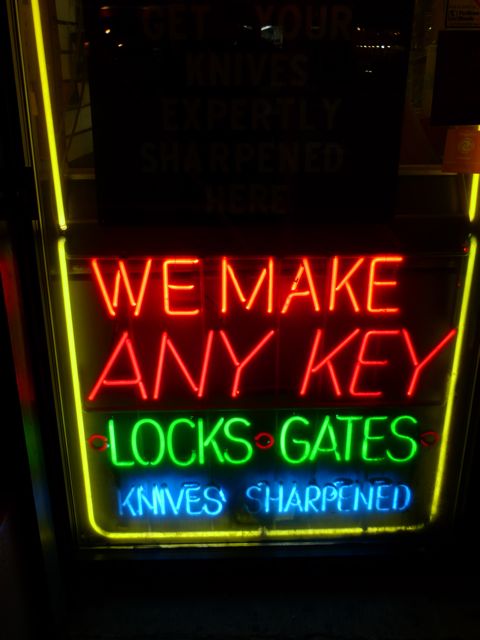 GET YOUR
KNIVES
EXPERTLY
SHARPENED
HERE
WE MAKE
ANY KEY
LOCKS GATES
KNIVES SHARPENED